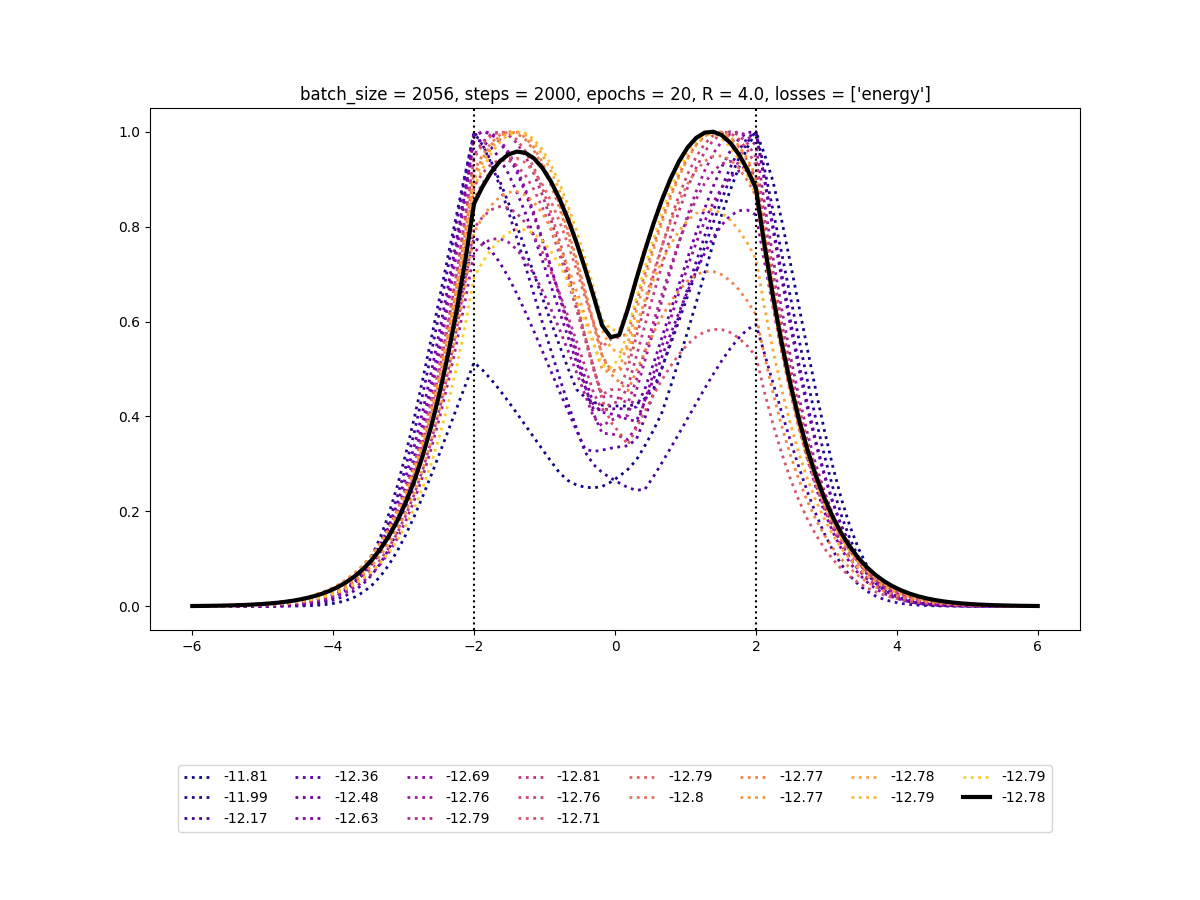 batch_size = 2056, steps = 2000, epochs = 20, R = 4.0, losses = ['energy']
1.0
0.8
0.6
0.4
0.2
0.0
−6 −4 −2 0 2 4 6
-11.81 -12.36 -12.69 -12.81 -12.79 -12.77 -12.78 -12.79
-11.99 -12.48 -12.76 -12.76 -12.8 -12.77 -12.79 -12.78
-12.17 -12.63 -12.79 -12.71